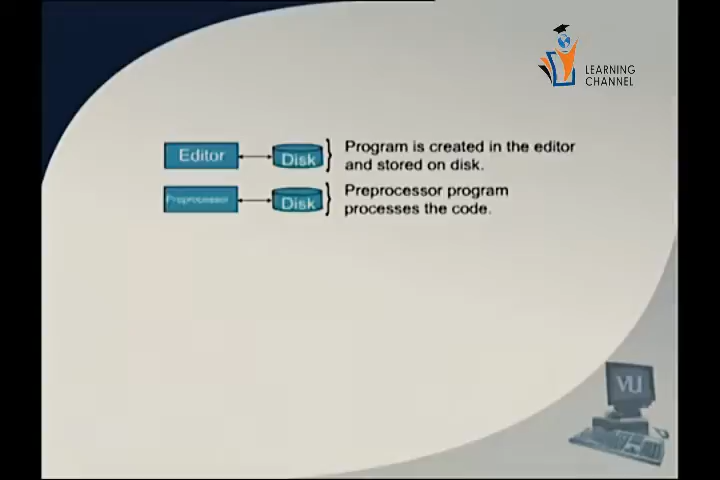 LEARNING
CHANNEL
Editor
Disk
Program is created in the editor
and stored on disk.
Preprocessor
Disk
Preprocessor program
processes the code.
VU